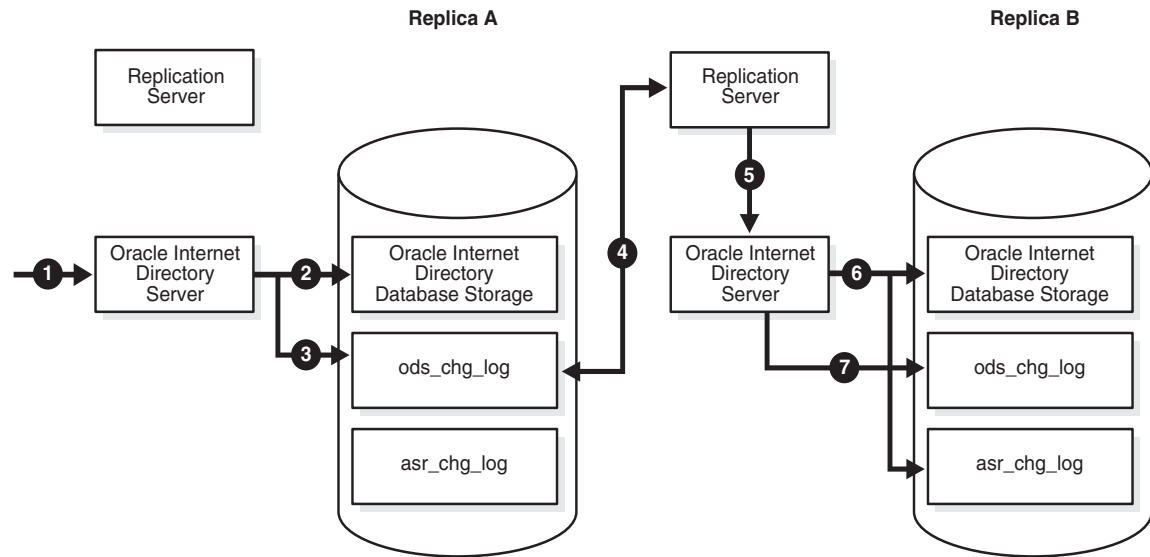 Replica A
Replica B
Replication
Server
Replication
Server
5
4
1
Oracle Internet
Directory
Server
2
Oracle Internet
Directory
Database Storage
Oracle Internet
Directory
Server
6
Oracle Internet
Directory
Database Storage
3
ods_chg_log
7
ods_chg_log
asr_chg_log
asr_chg_log